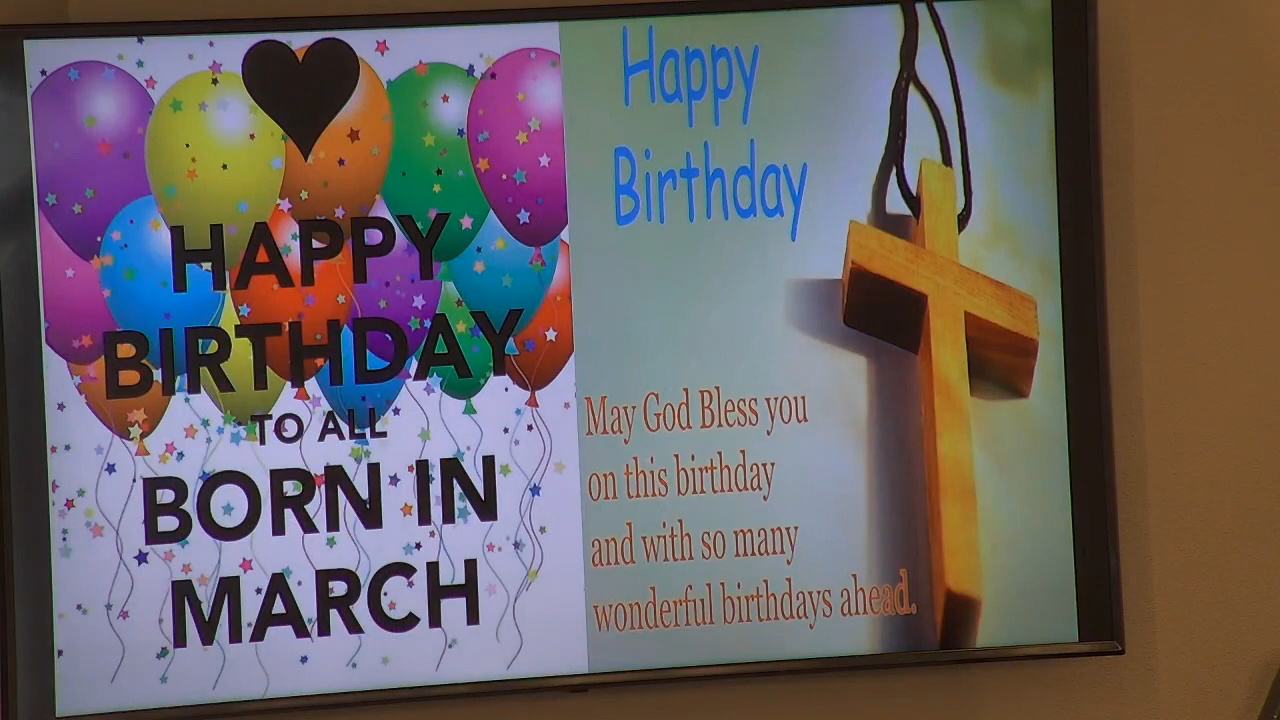 HAPPY
BIRTHDAY
TO ALL
BORN IN
MARCH
Happy
Birthday
May God Bless you
on this birthday
and with so many
wonderful birthdays ahead.